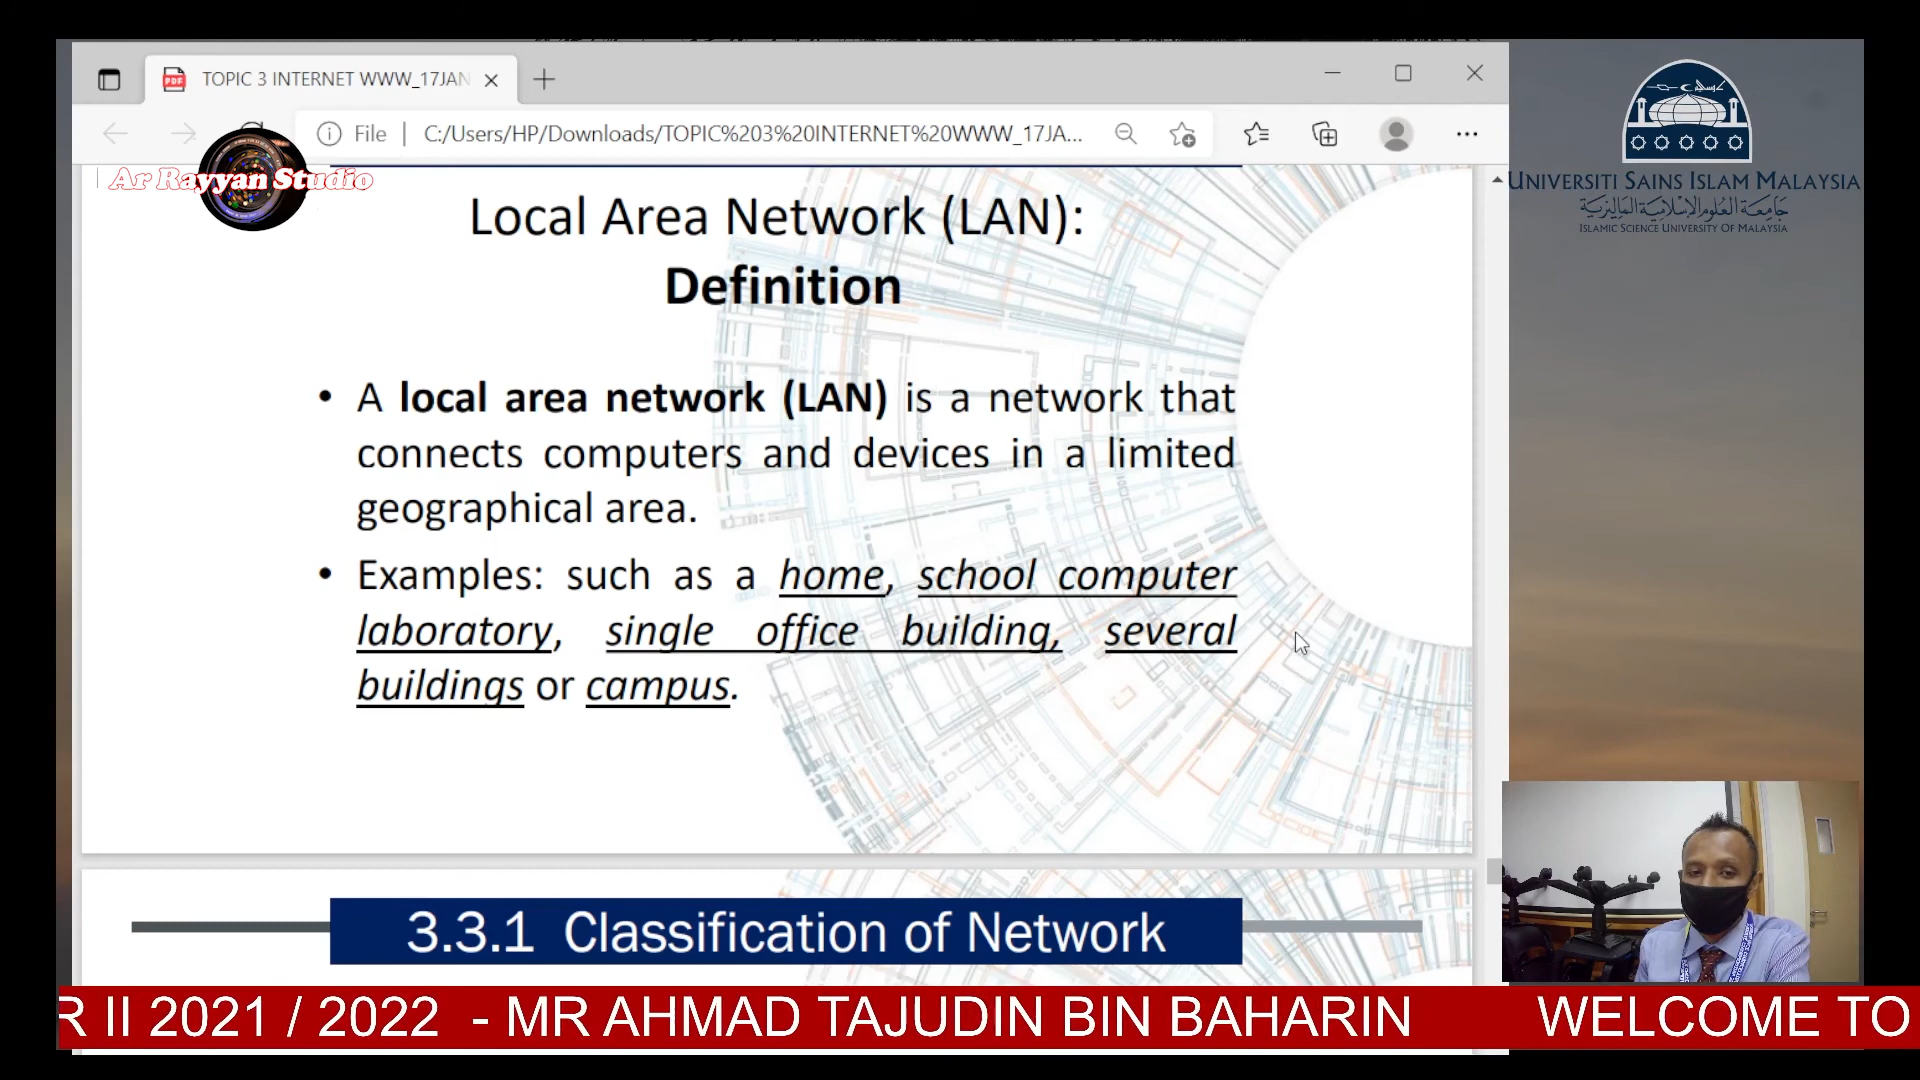 TOPIC 3 INTERNET WWW_17JAN
File
C:/Users/HP/Downloads/TOPIC%203%20INTERNET%20WWW_17JA...
Ar Rayyan Studio
UNIVERSITI SAINS ISLAM MALAYSIA
جامعة العلوم الإسلامية الماليزية
ISLAMIC SCIENCE UNIVERSITY OF MALAYSIA
Local Area Network (LAN):
Definition
• A local area network (LAN) is a network that
connects computers and devices in a limited
geographical area.
• Examples: such as a home, school computer
laboratory, single office building, several
buildings or campus.
3.3.1 Classification of Network
R II 2021 / 2022 - MR AHMAD TAJUDIN BIN BAHARIN WELCOME TO